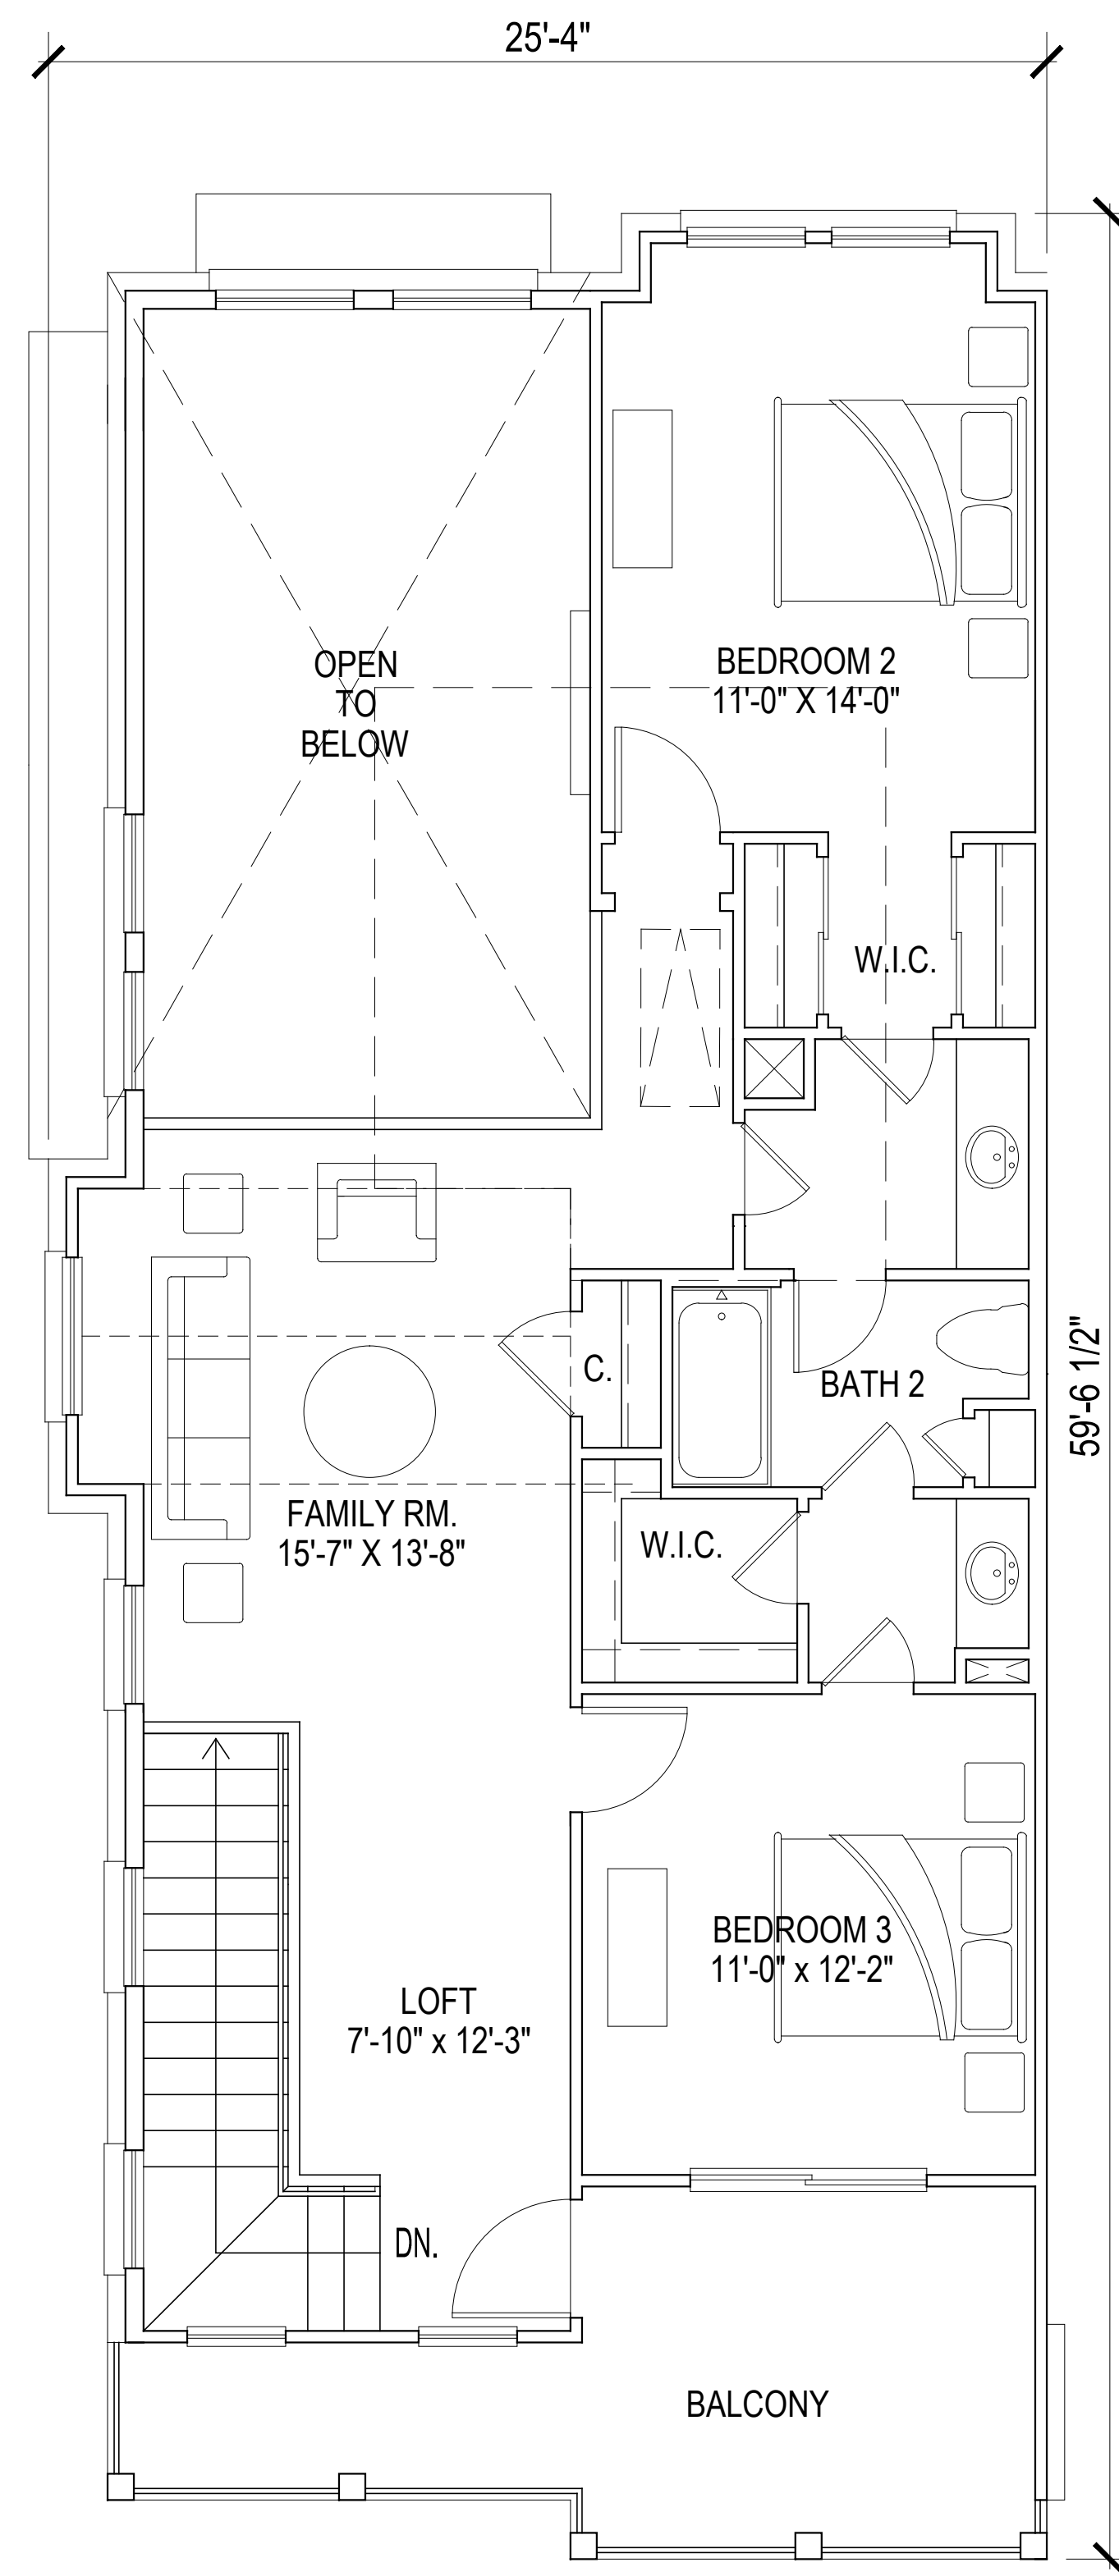 25'-4"
OPEN
TO
BELOW
BEDROOM 2
11'-0" X 14'-0"
W.I.C.
59'-6 1/2"
C.
BATH 2
FAMILY RM.
15'-7" X 13'-8"
W.I.C.
BEDROOM 3
11'-0" x 12'-2"
LOFT
7'-10" x 12'-3"
DN.
BALCONY